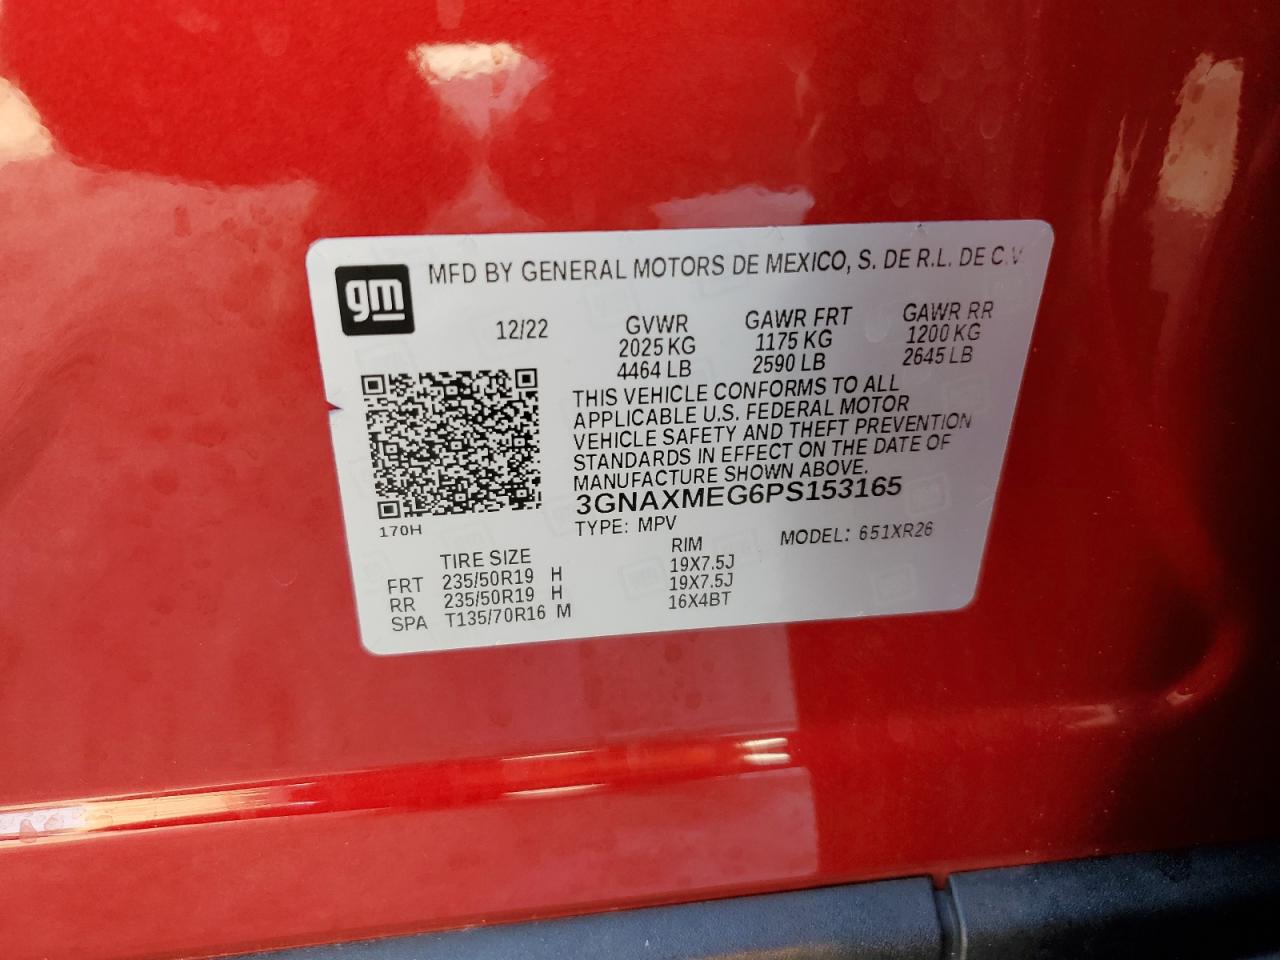 gm
MFD BY GENERAL MOTORS DE MEXICO, S. DE R.L. DE C.V
12/22
GVWR GAWR FRT GAWR RR
2025 KG 1175 KG 1200 KG
4464 LB 2590 LB 2645 LB
THIS VEHICLE CONFORMS TO ALL
APPLICABLE U.S. FEDERAL MOTOR
VEHICLE SAFETY AND THEFT PREVENTION
STANDARDS IN EFFECT ON THE DATE OF
MANUFACTURE SHOWN ABOVE.
3GNAXMEG6PS153165
170H
TYPE: MPV MODEL: 651XR26
TIRE SIZE RIM
FRT 235/50R19 H 19X7.5J
RR 235/50R19 H 19X7.5J
SPA T135/70R16 M 16X4BT